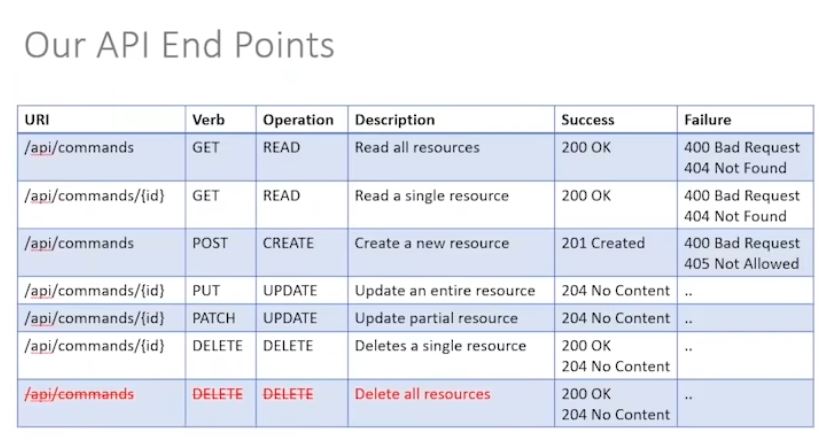 Our API End Points
URI Verb Operation Description Success Failure
/api/commands GET READ Read all resources 200 OK 400 Bad Request
404 Not Found
/api/commands/{id} GET READ Read a single resource 200 OK 400 Bad Request
404 Not Found
/api/commands POST CREATE Create a new resource 201 Created 400 Bad Request
405 Not Allowed
/api/commands/{id} PUT UPDATE Update an entire resource 204 No Content ..
/api/commands/{id} PATCH UPDATE Update partial resource 204 No Content ..
/api/commands/{id} DELETE DELETE Deletes a single resource 200 OK ..
204 No Content
/api/commands DELETE DELETE Delete all resources 200 OK ..
204 No Content